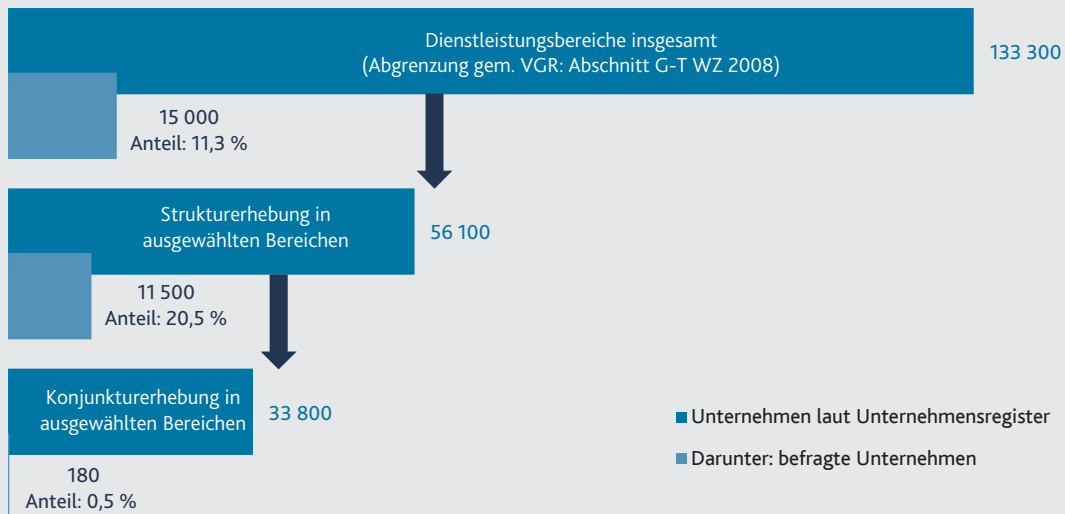 Dienstleistungsbereiche insgesamt
(Abgrenzung gem. VGR: Abschnitt G-T WZ 2008)
133 300
15 000
Anteil: 11,3 %
Strukturerhebung in
ausgewählten Bereichen
56 100
11 500
Anteil: 20,5 %
Konjunkturerhebung in
ausgewählten Bereichen
33 800
180
Anteil: 0,5 %
Unternehmen laut Unternehmensregister
Darunter: befragte Unternehmen